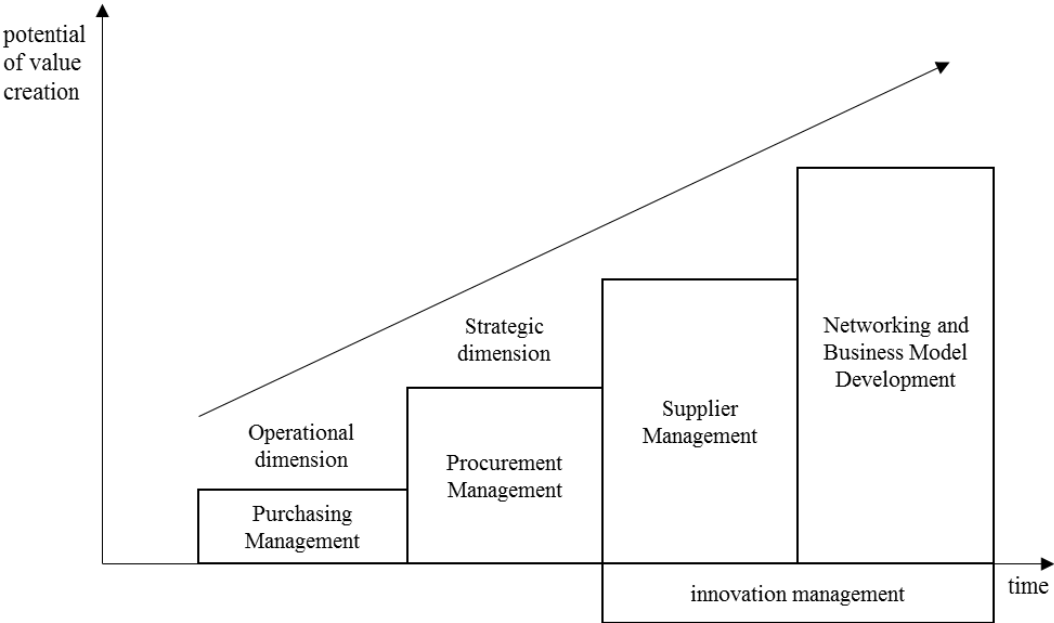 potential
of value
creation
Strategic
dimension
Networking and
Business Model
Development
Operational
dimension
Supplier
Management
Procurement
Management
Purchasing
Management
time
innovation management